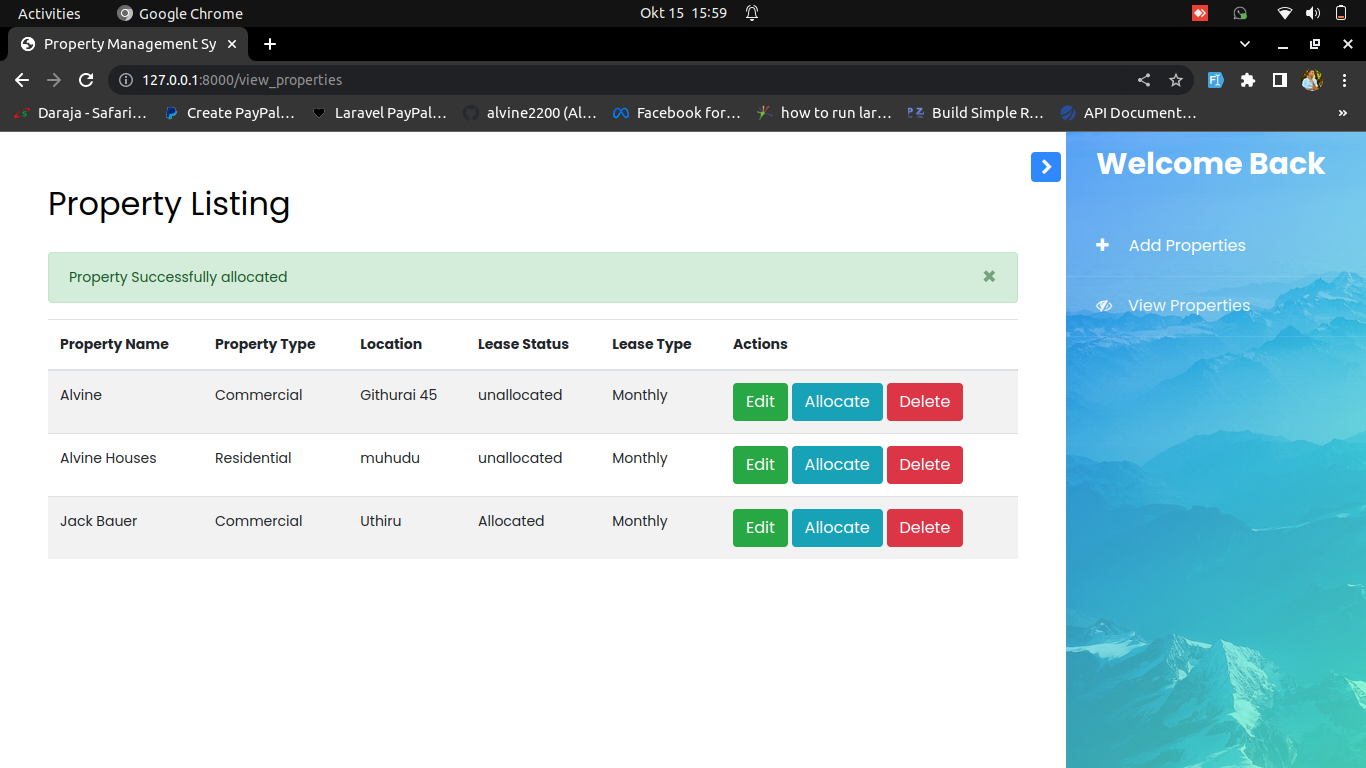 Activities Google Chrome Okt 15 15:59
Property Management Sy
127.0.0.1:8000/view_properties
Daraja - Safari… Create PayPal… Laravel PayPal… alvine2200 (Al… Facebook for… how to run lar… Build Simple R… API Document… »
Welcome Back
Add Properties
View Properties
Property Listing
Property Successfully allocated
Property Name Property Type Location Lease Status Lease Type Actions
Alvine Commercial Githurai 45 unallocated Monthly Edit Allocate Delete
Alvine Houses Residential muhudu unallocated Monthly Edit Allocate Delete
Jack Bauer Commercial Uthiru Allocated Monthly Edit Allocate Delete